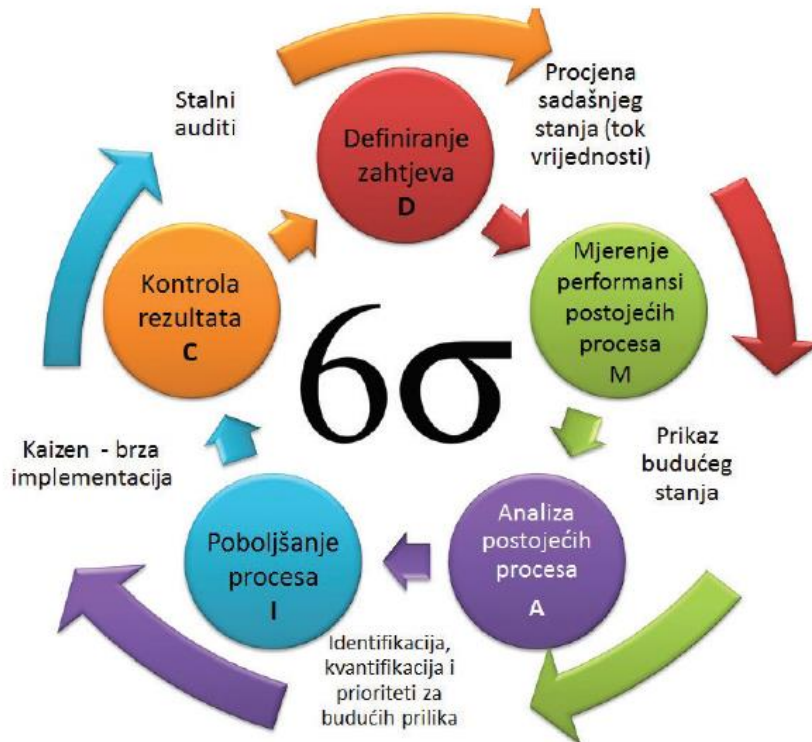 Stalni
auditi
Definiranje
zahtjeva
D
Procjena
sadašnjeg
stanja (tok
vrijednosti)
Mjerenje
performansi
postojećih
procesa
M
Kontrola
rezultata
C
6σ
Prikaz
budućeg
stanja
Kaizen - brza
implementacija
Analiza
postojećih
procesa
A
Poboljšanje
procesa
I
Identifikacija,
kvantifikacija i
prioriteti za
budućih prilika